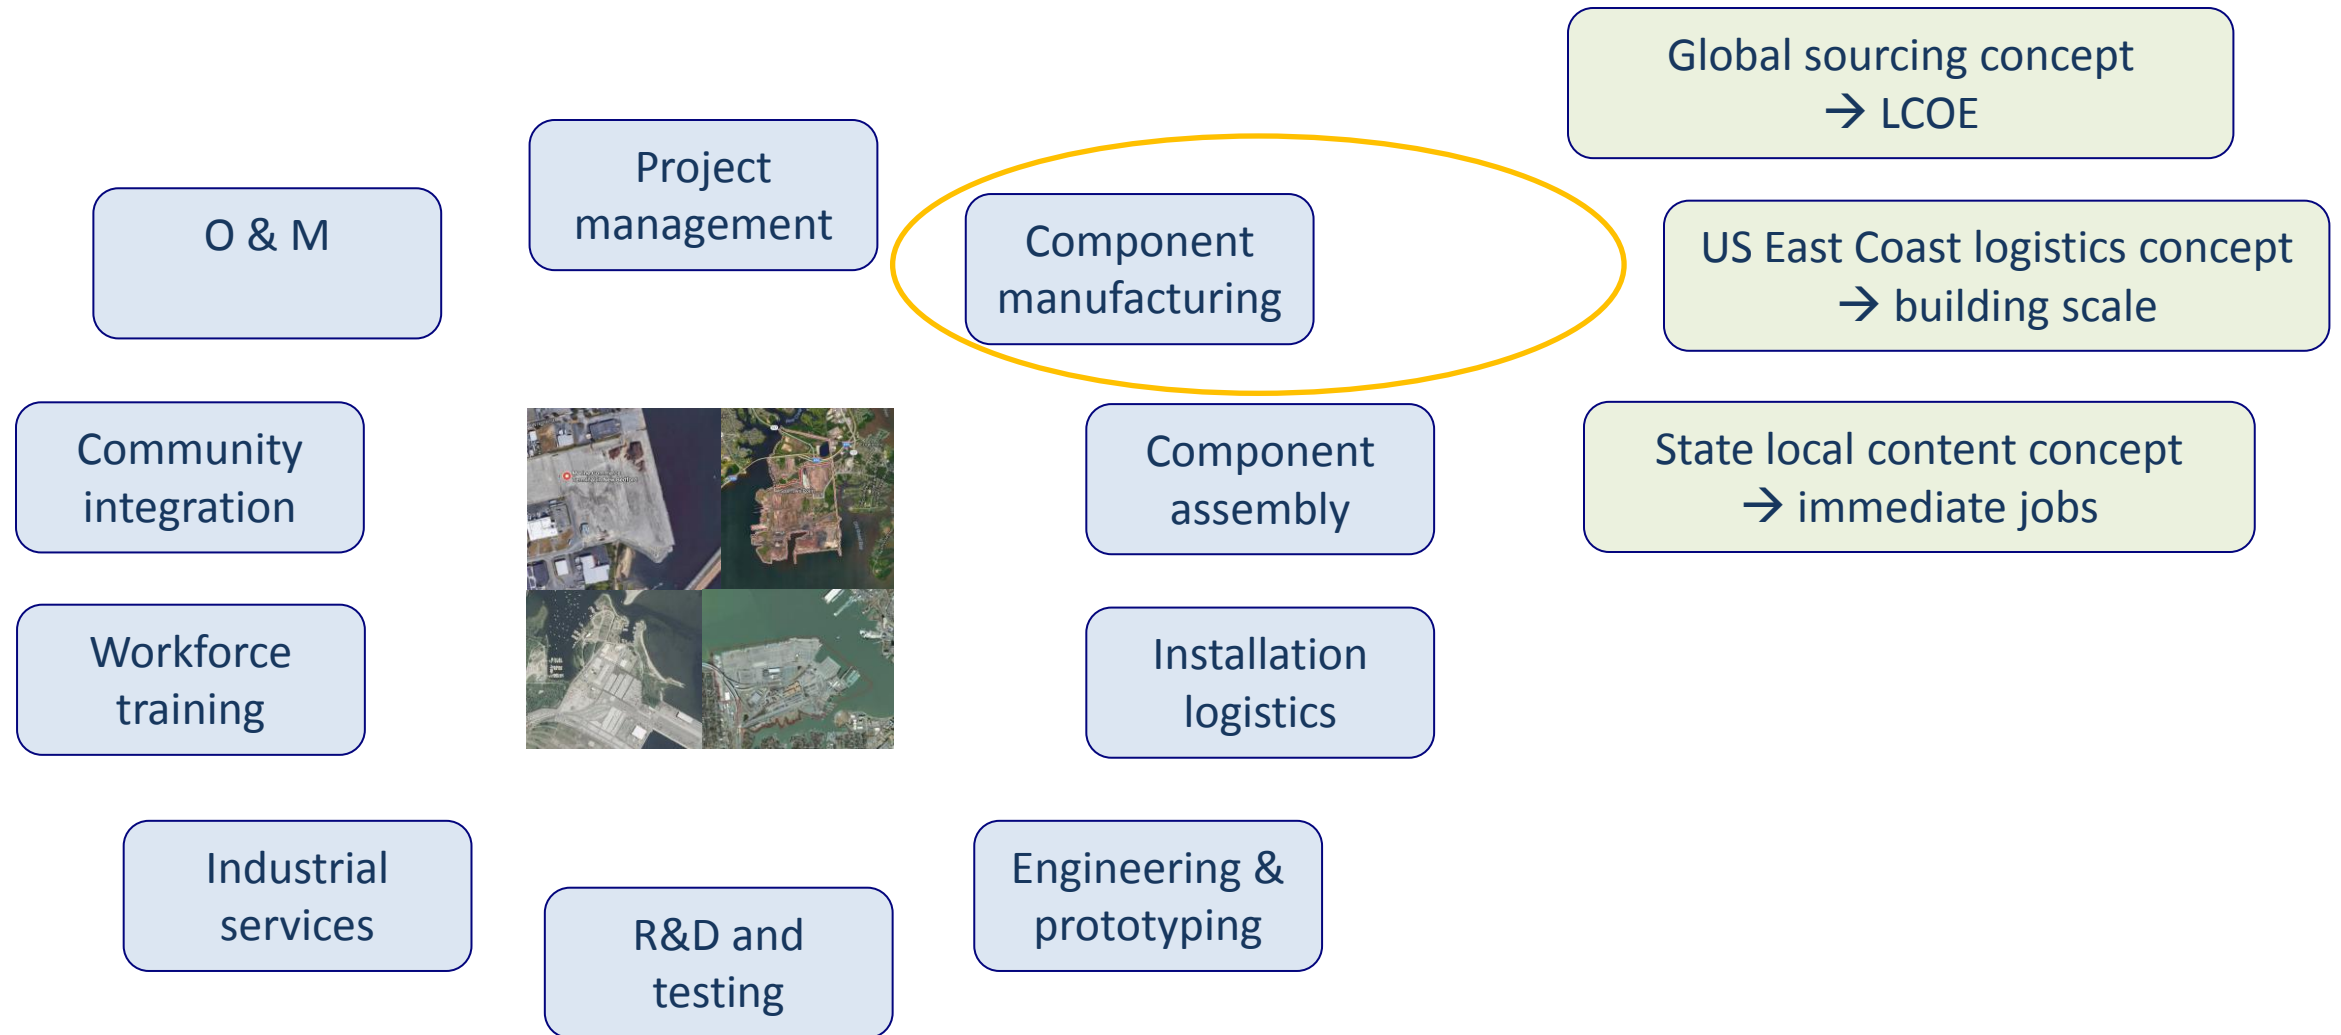 Global sourcing concept
→ LCOE
Project
management
O & M
Component
manufacturing
US East Coast logistics concept
→ building scale
Community
integration
Component
assembly
State local content concept
→ immediate jobs
Workforce
training
Installation
logistics
Industrial
services
Engineering &
prototyping
R&D and
testing